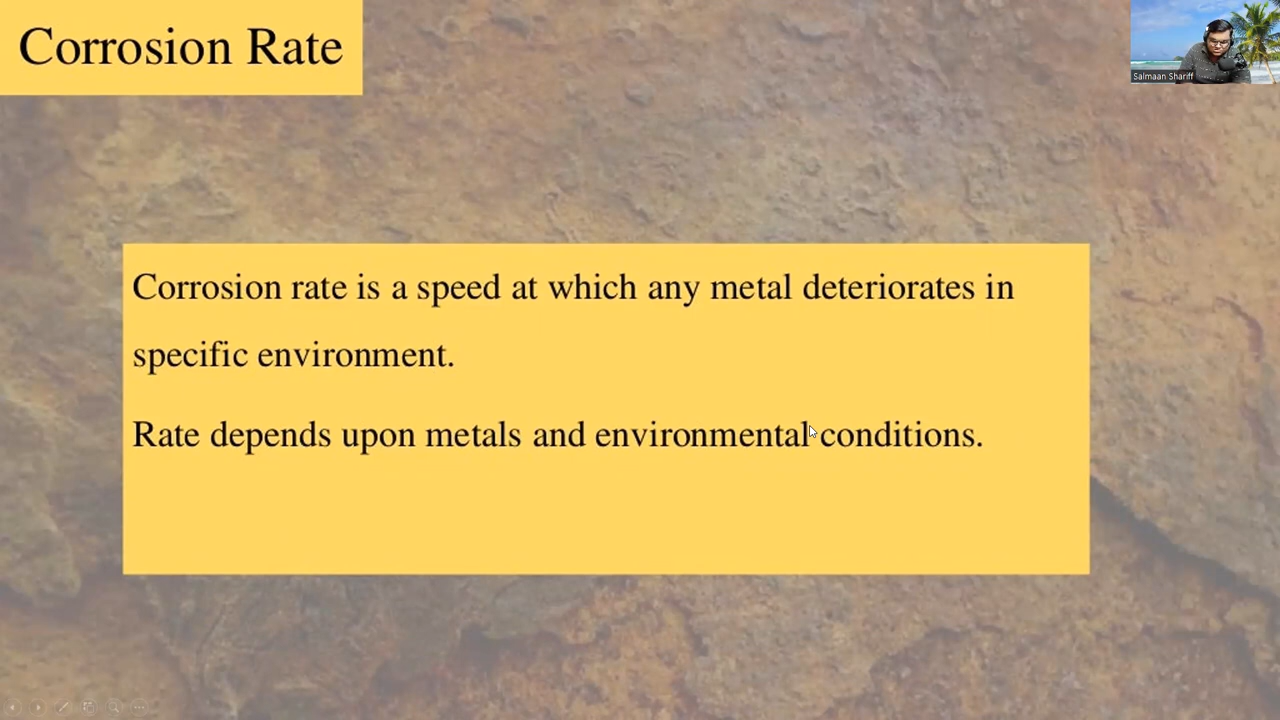 Corrosion Rate
Salmaan Shariff
Corrosion rate is a speed at which any metal deteriorates in
specific environment.
Rate depends upon metals and environmental conditions.